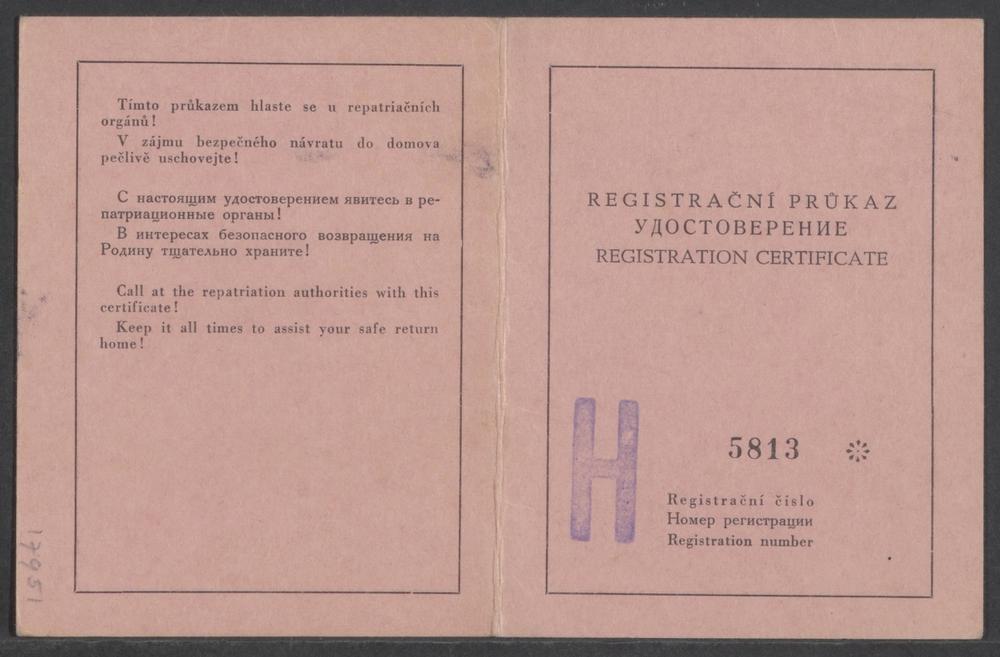 Tímto průkazem hlaste se u repatriačních
orgánů!
V zájmu bezpečného návratu do domova
pečlivě uschovejte!
С настоящим удостоверением явитесь в ре-
патриационные органы!
В интересах безопасного возвращения на
Родину тщательно храните!
Call at the repatriation authorities with this
certificate!
Keep it all times to assist your safe return
home!
17951
REGISTRAČNÍ PRŮKAZ
УДОСТОВЕРЕНИЕ
REGISTRATION CERTIFICATE
H
5813
Registrační číslo
Номер регистрации
Registration number